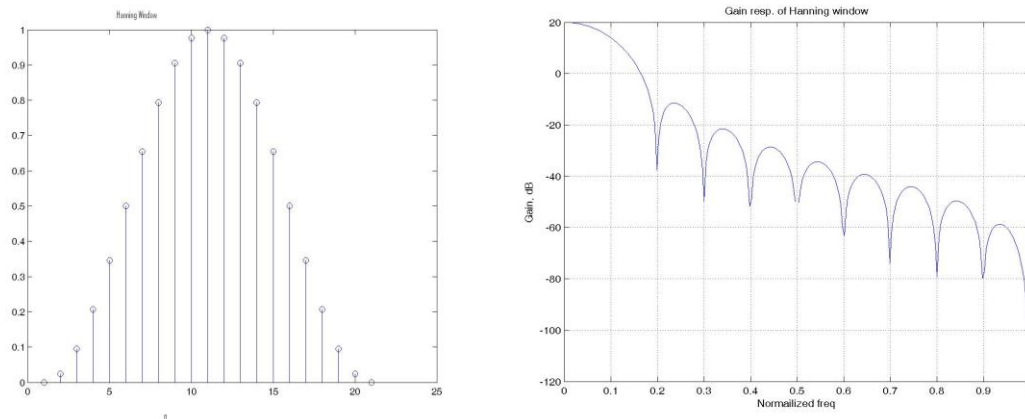 Hanning Window
1
0.9
0.8
0.7
0.6
0.5
0.4
0.3
0.2
0.1
0
0 5 10 15 20 25
n
Gain resp. of Hanning window
Gain, dB
20
0
-20
-40
-60
-80
-100
-120
0 0.1 0.2 0.3 0.4 0.5 0.6 0.7 0.8 0.9
Normailized freq